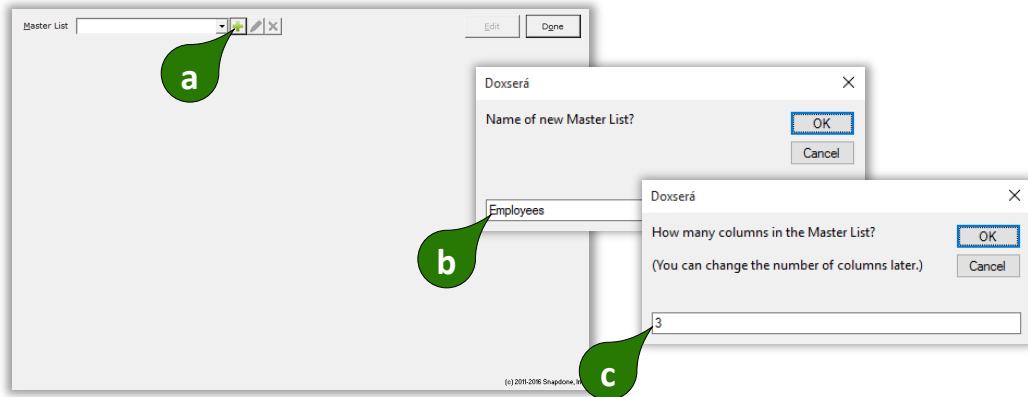 Master List
Edit
Done
a
Doxserá
Name of new Master List?
OK
Cancel
Employees
b
Doxserá
How many columns in the Master List?
OK
(You can change the number of columns later.)
Cancel
3
c
(c) 2011-2016 Snapdone,